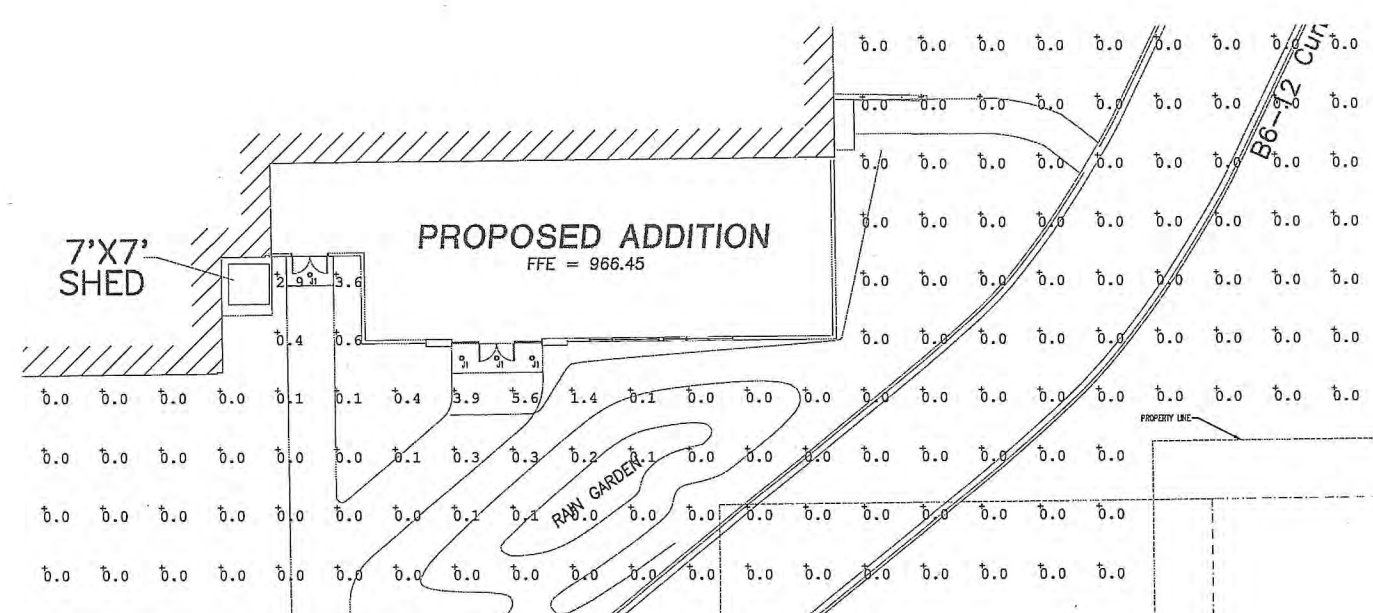 0.0 0.0 0.0 0.0 0.0 0.0 0.0 0.0 0.0
B6-12 Cur
0.0 0.0 0.0 0.0 0.0 0.0 0.0 0.0 0.0
0.0 0.0 0.0 0.0 0.0 0.0 0.0 0.0 0.0
0.0 0.0 0.0 0.0 0.0 0.0 0.0 0.0 0.0
PROPOSED ADDITION
FFE = 966.45
7'X7'
SHED
2.9 J1 3.6 0.0 0.0 0.0 0.0 0.0 0.0 0.0 0.0 0.0
0.4 0.6 0.0 0.0 0.0 0.0 0.0 0.0 0.0 0.0 0.0
J1 J1 J1
0.0 0.0 0.0 0.0 0.1 0.1 0.4 3.9 5.6 1.4 0.1 0.0 0.0 0.0 0.0 0.0 0.0 0.0 0.0 0.0 0.0 0.0 0.0
PROPERTY LINE
0.0 0.0 0.0 0.0 0.0 0.0 0.1 0.3 0.3 0.2 0.1 0.0 0.0 0.0 0.0 0.0 0.0 0.0 0.0
RAIN GARDEN
0.0 0.0 0.0 0.0 0.0 0.0 0.0 0.1 0.1 0.0 0.0 0.0 0.0 0.0 0.0 0.0 0.0 0.0 0.0
0.0 0.0 0.0 0.0 0.0 0.0 0.0 0.0 0.0 0.0 0.0 0.0 0.0 0.0 0.0 0.0 0.0 0.0 0.0